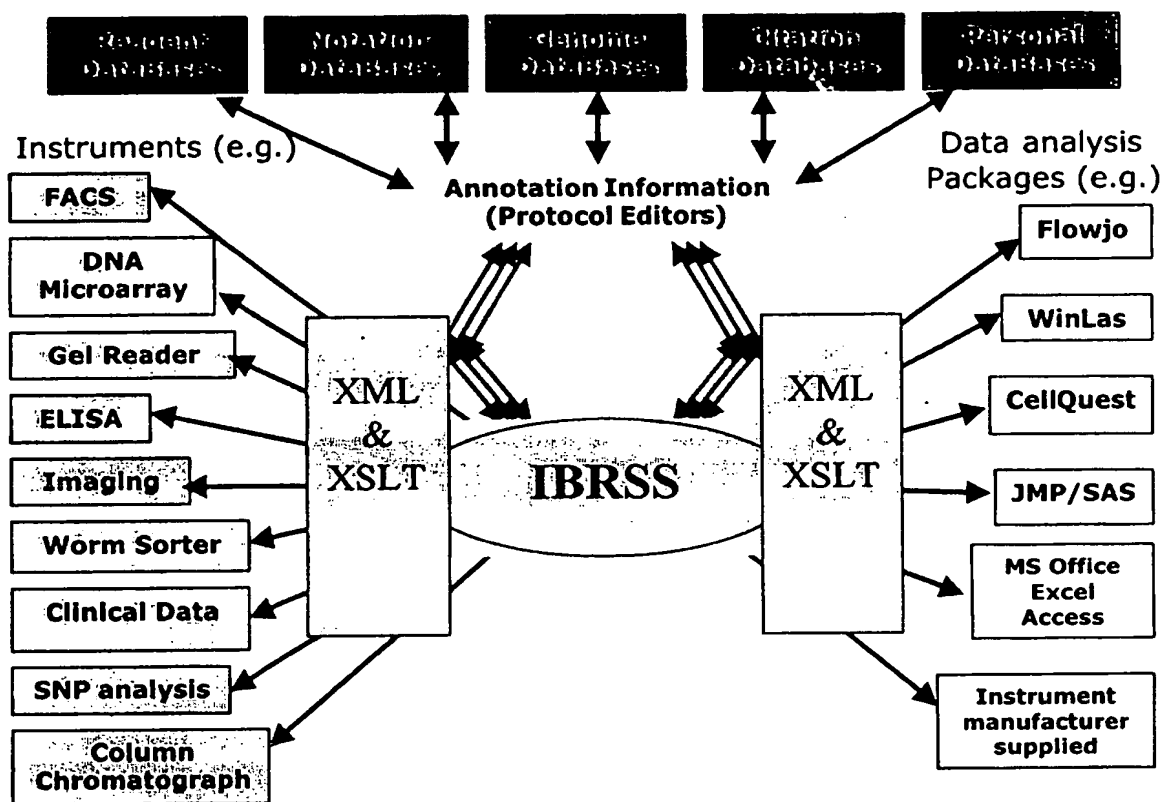 Reagent
Databases
Notation
Databases
Genome
Databases
Citation
Databases
Personal
Databases
Instruments (e.g.)
Data analysis
Packages (e.g.)
Annotation Information
(Protocol Editors)
FACS
DNA
Microarray
Gel Reader
ELISA
Imaging
Worm Sorter
Clinical Data
SNP analysis
Column
Chromatograph
XML
&
XSLT
IBRSS
XML
&
XSLT
Flowjo
WinLas
CellQuest
JMP/SAS
MS Office
Excel
Access
Instrument
manufacturer
supplied